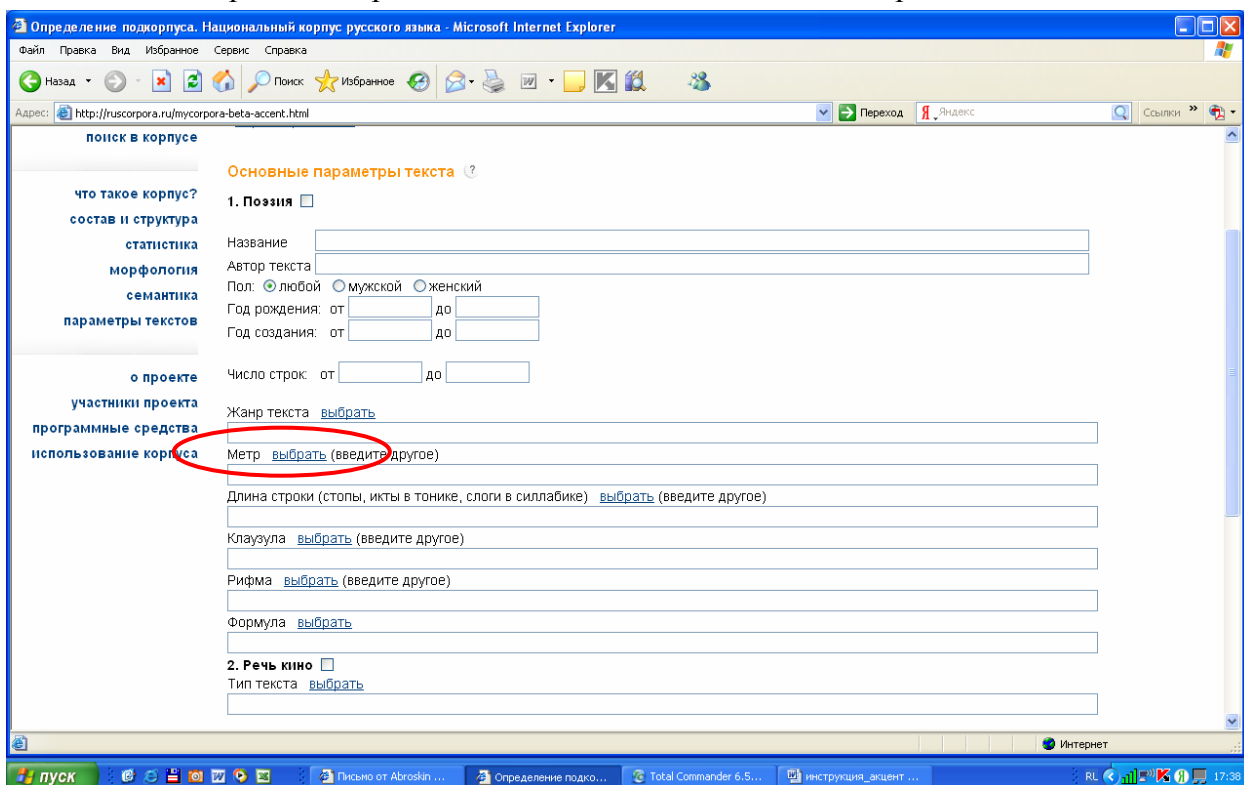 Определение подкорпуса. Национальный корпус русского языка - Microsoft Internet Explorer
Файл Правка Вид Избранное Сервис Справка
Назад Поиск Избранное
Адрес: http://ruscorpora.ru/mycorpora-beta-accent.html Переход Я.Яндекс Ссылки »
поиск в корпусе
Основные параметры текста ?
что такое корпус?
1. Поэзия
состав и структура
статистика
Название
морфология
Автор текста
семантика
Пол: любой мужской женский
параметры текстов
Год рождения: от до
Год создания: от до
о проекте
Число строк: от до
участники проекта
Жанр текста выбрать
программные средства
использование корпуса
Метр выбрать (введите другое)
Длина строки (стопы, икты в тонике, слоги в силлабике) выбрать (введите другое)
Клаузула выбрать (введите другое)
Рифма выбрать (введите другое)
Формула выбрать
2. Речь кино
Тип текста выбрать
Интернет
пуск Письмо от Abroskin ... Определение подко... Total Commander 6.5... инструкция_акцент ... RL 17:38